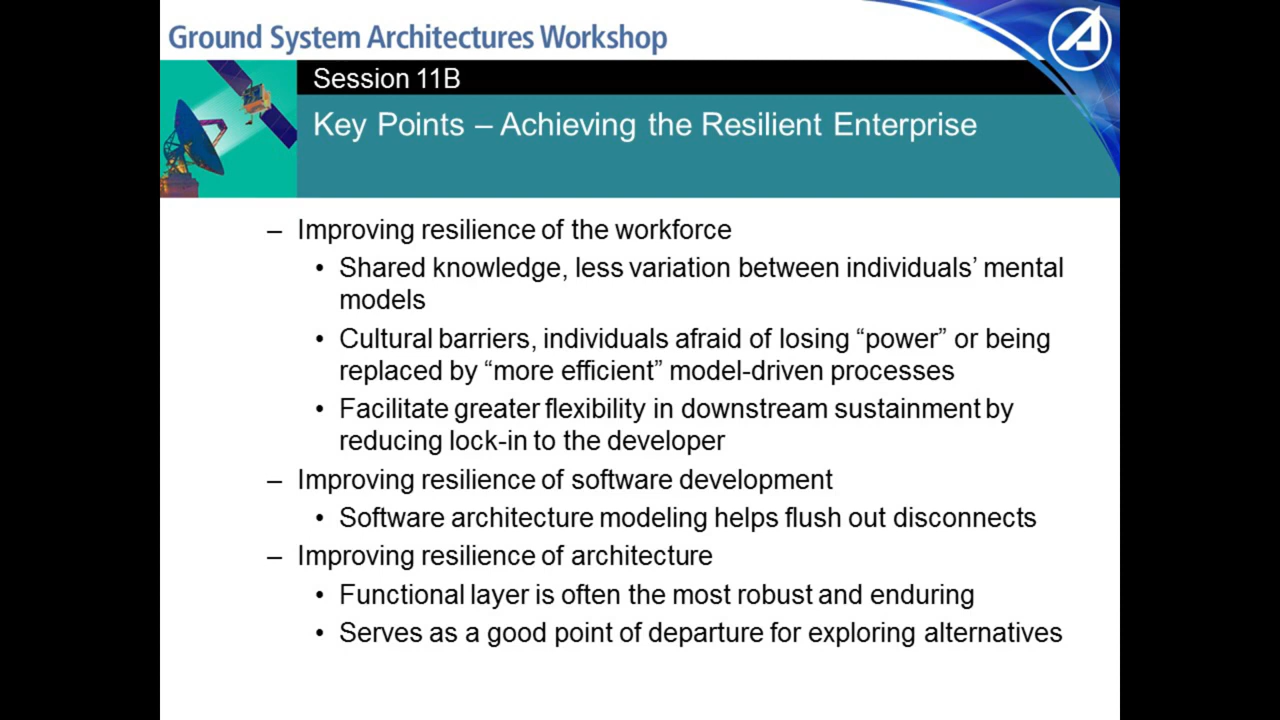 Ground System Architectures Workshop
Session 11B
Key Points – Achieving the Resilient Enterprise
– Improving resilience of the workforce
• Shared knowledge, less variation between individuals’ mental
models
• Cultural barriers, individuals afraid of losing “power” or being
replaced by “more efficient” model-driven processes
• Facilitate greater flexibility in downstream sustainment by
reducing lock-in to the developer
– Improving resilience of software development
• Software architecture modeling helps flush out disconnects
– Improving resilience of architecture
• Functional layer is often the most robust and enduring
• Serves as a good point of departure for exploring alternatives